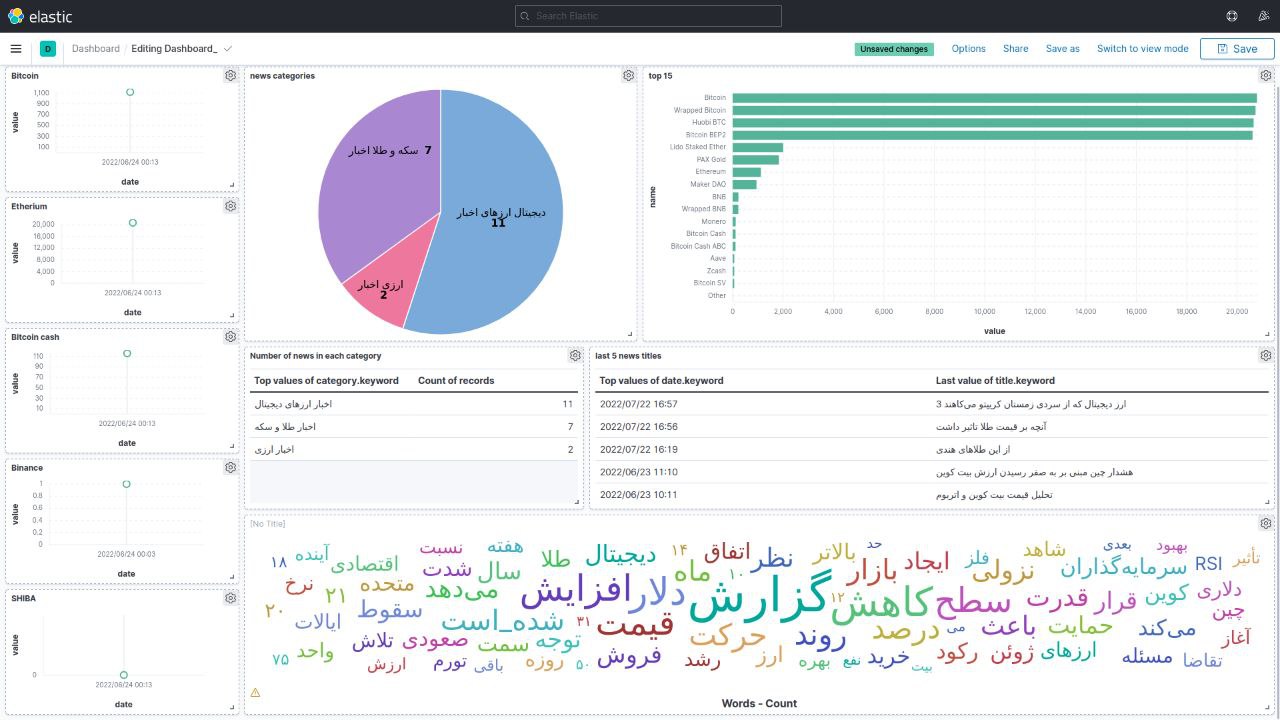 elastic
Search Elastic
D
Dashboard / Editing Dashboard_
Unsaved changes
Options
Share
Save as
Switch to view mode
Save
Bitcoin
value
1,100
900
700
500
300
100
2022/06/24 00:13
date
Etherium
value
20,000
16,000
12,000
8,000
4,000
0
2022/06/24 00:13
date
Bitcoin cash
value
110
90
70
50
30
10
2022/06/24 00:13
date
Binance
value
1
0.8
0.6
0.4
0.2
0
2022/06/24 00:03
date
SHIBA
value
0
2022/06/24 00:13
date
news categories
سکه و طلا اخبار 7
دیجیتال ارزهای اخبار
11
ارزی اخبار
2
top 15
name
Bitcoin
Wrapped Bitcoin
Huobi BTC
Bitcoin BEP2
Lido Staked Ether
PAX Gold
Ethereum
Maker DAO
BNB
Wrapped BNB
Monero
Bitcoin Cash
Bitcoin Cash ABC
Aave
Zcash
Bitcoin SV
Other
0 2,000 4,000 6,000 8,000 10,000 12,000 14,000 16,000 18,000 20,000
value
Number of news in each category
Top values of category.keyword Count of records
اخبار ارزهای دیجیتال 11
اخبار طلا و سکه 7
اخبار ارزی 2
last 5 news titles
Top values of date.keyword Last value of title.keyword
2022/07/22 16:57 3 ارز دیجیتال که از سردی زمستان کریپتو می‌کاهند
2022/07/22 16:56 آنچه بر قیمت طلا تاثیر داشت
2022/07/22 16:19 از این طلاهای هندی
2022/06/23 11:10 هشدار چین مبنی بر به صفر رسیدن ارزش بیت کوین
2022/06/23 10:11 تحلیل قیمت بیت کوین و اتریوم
[No Title]
۱۸ آینده اقتصادی نسبت هفته طلا دیجیتال ۱۴ اتفاق نظر بالاتر حد ایجاد فلز شاهد بعدی بهبود RSI تأثیر
نرخ ۲۱ متحده شدت می‌دهد سال افزایش دلار ماه ۱۰ گزارش ۱۲ کاهش بازار سطح نزولی قدرت سرمایه‌گذاران قرار کوین دلاری چین
۲۰ ایالات سقوط شده_است ۳۱ قیمت حرکت روند درصد می باعث حمایت می‌کند آغاز
۷۵ واحد تلاش صعودی سمت توجه فروش رشد ارز بهره نفع خرید بیت رکود ژوئن ارزهای مسئله تقاضا
ارزش تورم باقی روزه ۵۰
Words - Count